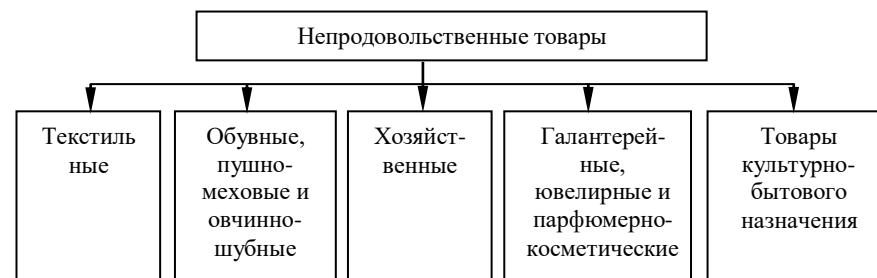 Непродовольственные товары
Текстиль
ные
Обувные,
пушно-
меховые и
овчинно-
шубные
Хозяйст-
венные
Галантерей-
ные,
ювелирные и
парфюмерно-
косметические
Товары
культурно-
бытового
назначения